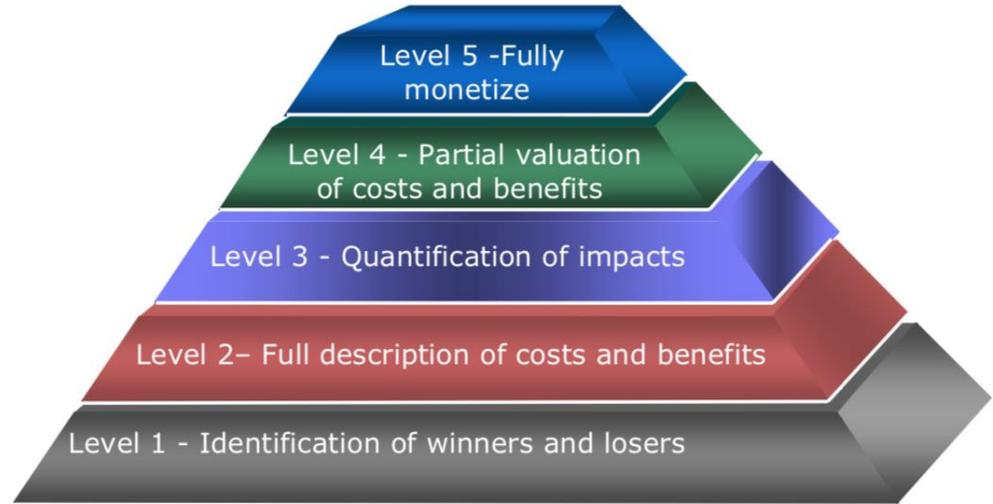 Level 5 -Fully
monetize
Level 4 - Partial valuation
of costs and benefits
Level 3 - Quantification of impacts
Level 2– Full description of costs and benefits
Level 1 - Identification of winners and losers